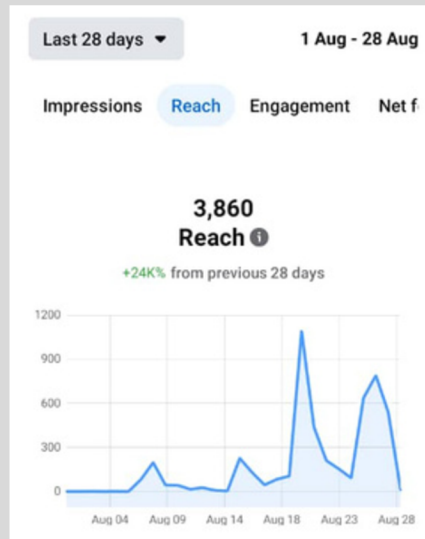 Last 28 days
1 Aug - 28 Aug
Impressions Reach Engagement Net f
3,860
Reach
+24K% from previous 28 days
1200
900
600
300
0
Aug 04 Aug 09 Aug 14 Aug 18 Aug 23 Aug 28